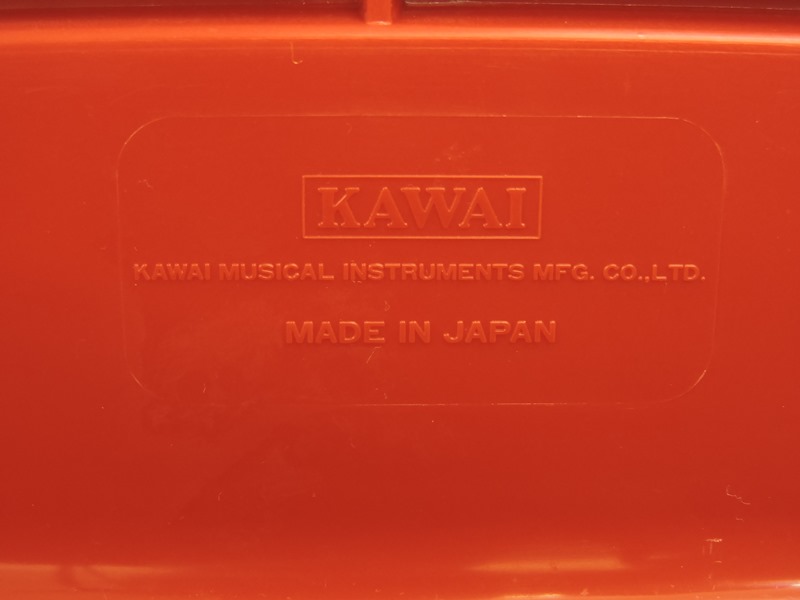 KAWAI
KAWAI MUSICAL INSTRUMENTS MFG. CO.,LTD.
MADE IN JAPAN